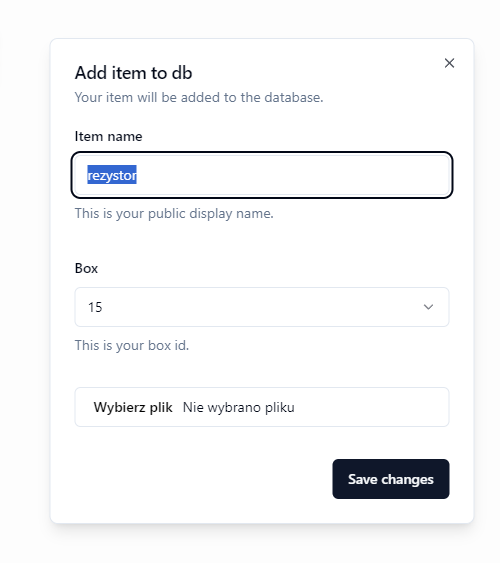 Add item to db
Your item will be added to the database.
Item name
rezystor
This is your public display name.
Box
15
This is your box id.
Wybierz plik Nie wybrano pliku
Save changes